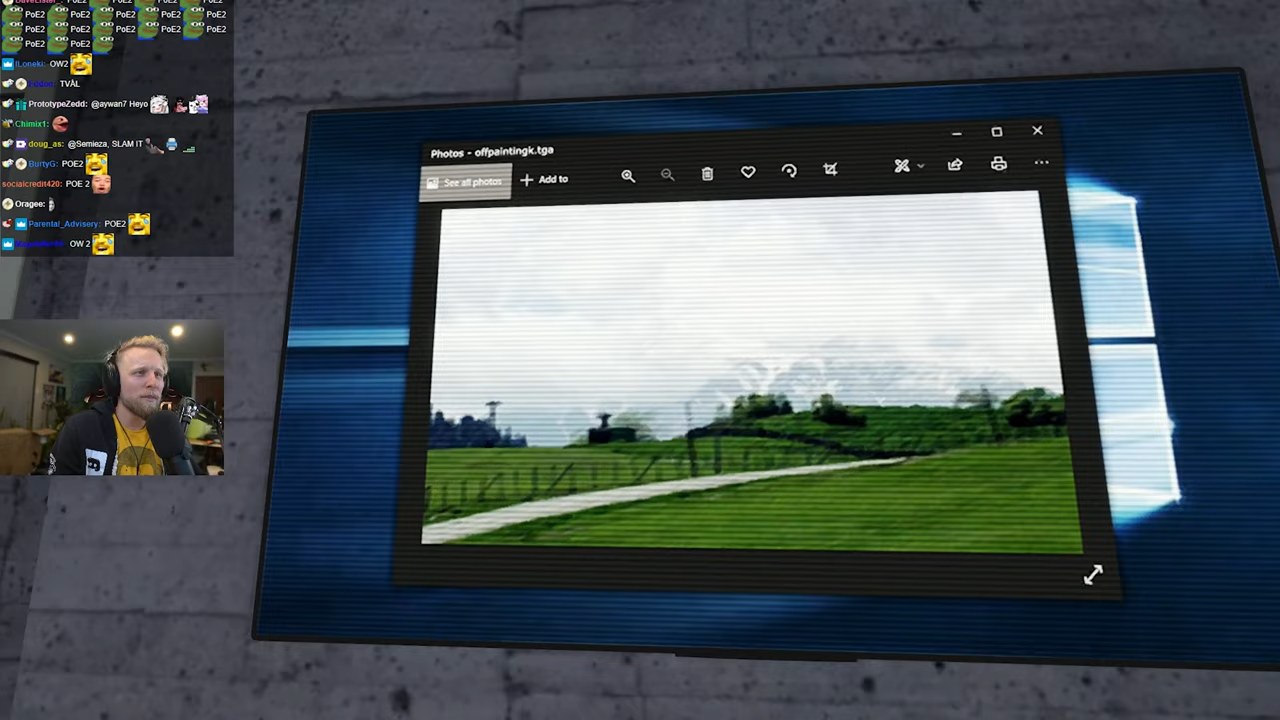 PoE2 PoE2 PoE2 PoE2 PoE2
PoE2 PoE2 PoE2 PoE2 PoE2
PoE2 PoE2
OW2
TVÅL
PrototypeZedd: @aywan7 Heyo
Chimix1:
doug_as: @Semieza, SLAM IT
BurtyG: POE2
socialcredit420: POE 2
Oragee:
Parental_Advisory: POE2
OW 2
Photos - offpaintingk.tga
See all photos
Add to